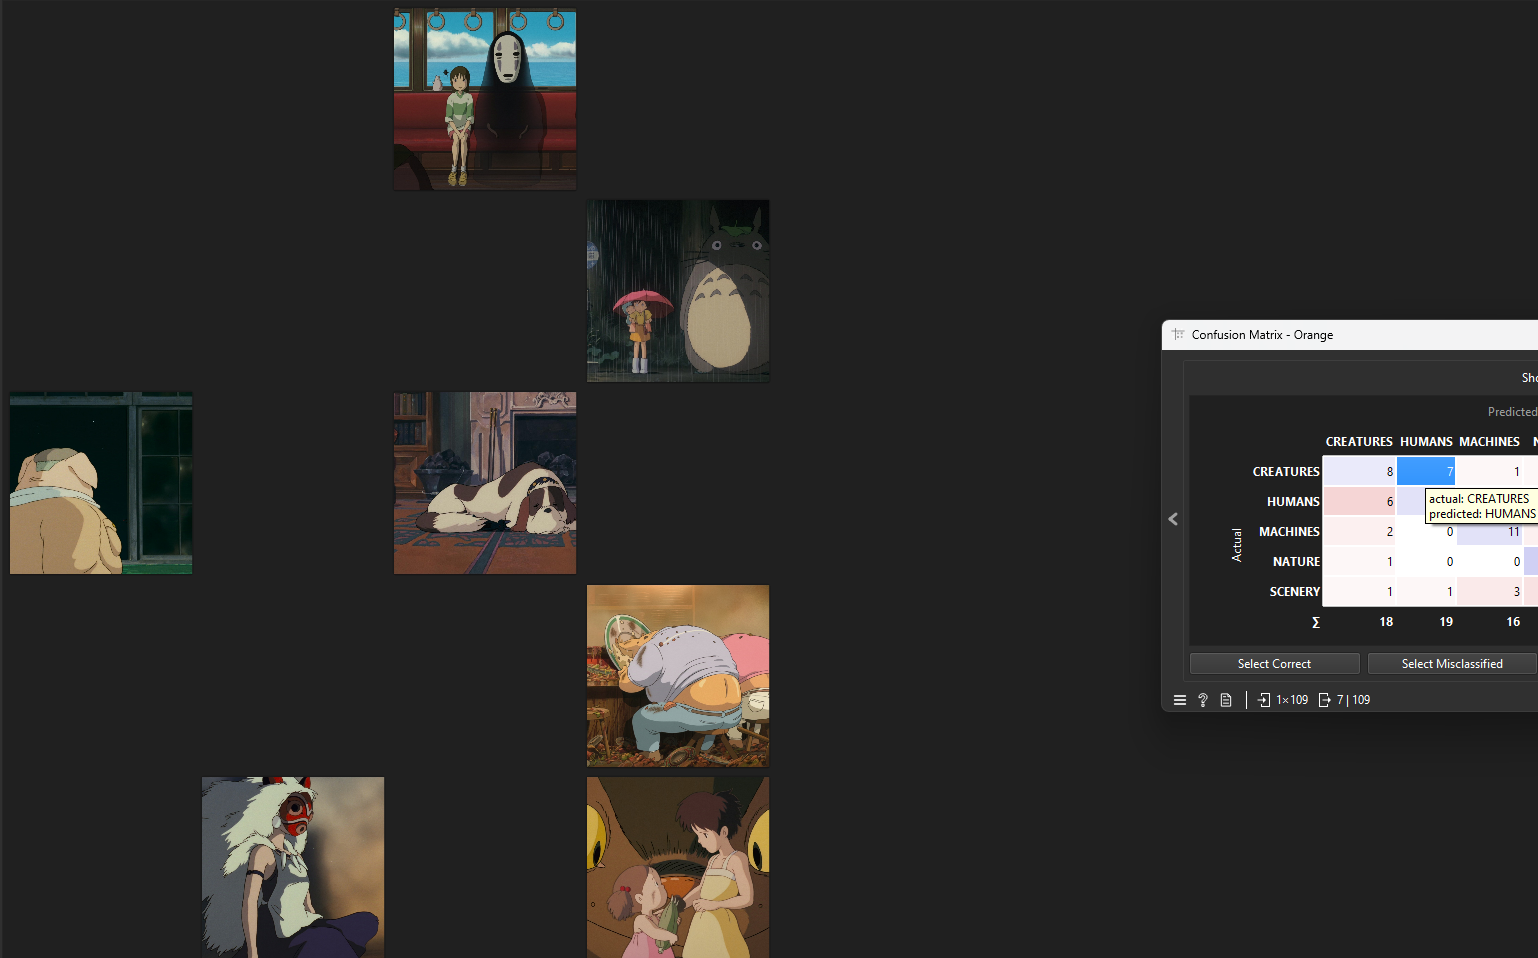 Confusion Matrix - Orange
Sho
Predicted
CREATURES HUMANS MACHINES N
CREATURES 8 7 1
HUMANS 6
actual: CREATURES
predicted: HUMANS
MACHINES 2 0 11
NATURE 1 0 0
SCENERY 1 1 3
∑ 18 19 16
Actual
Select Correct Select Misclassified
? 1×109 7 | 109